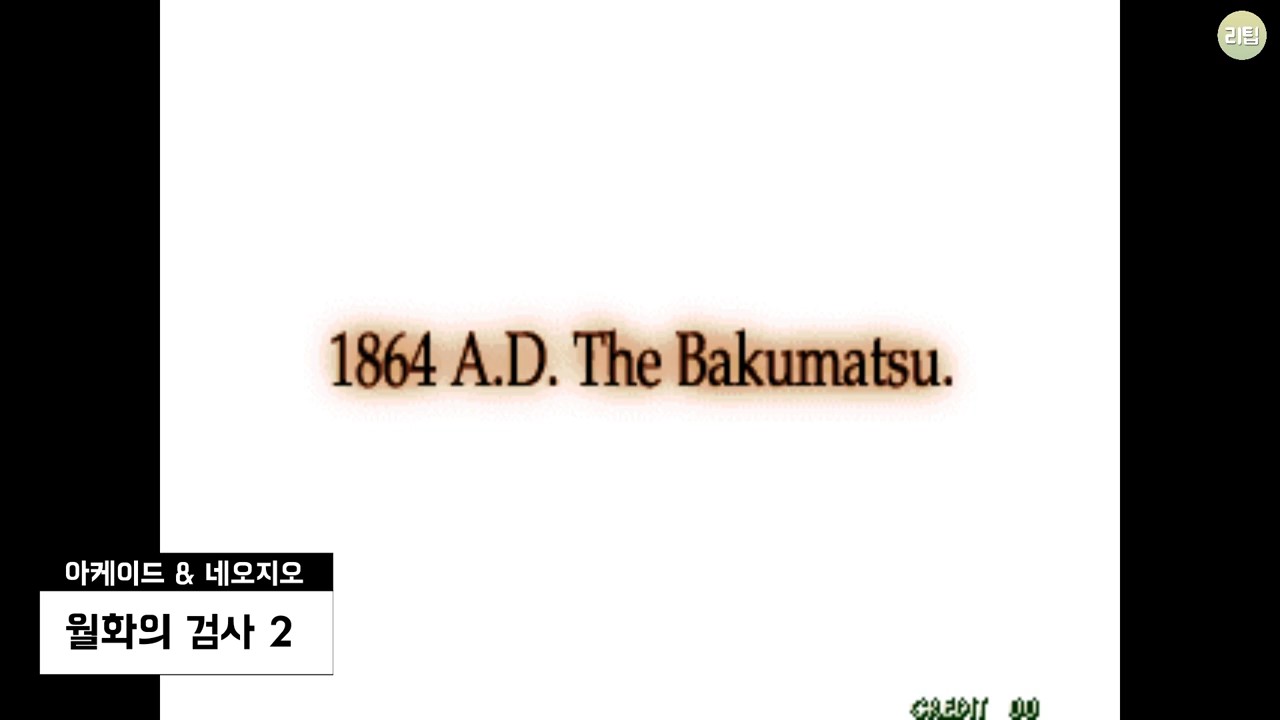 리팁
1864 A.D. The Bakumatsu.
아케이드 & 네오지오
월화의 검사 2
CREDIT 00